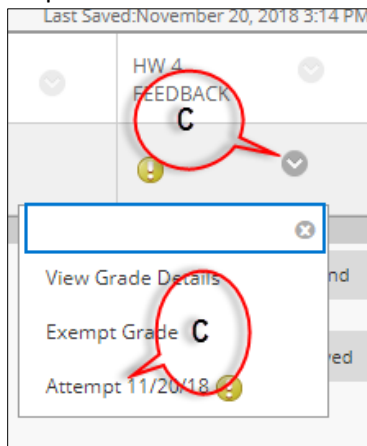 Last Saved:November 20, 2018 3:14 PM
HW 4
FEEDBACK
C
View Grade Details
nd
Exempt Grade
C
ved
Attempt 11/20/18